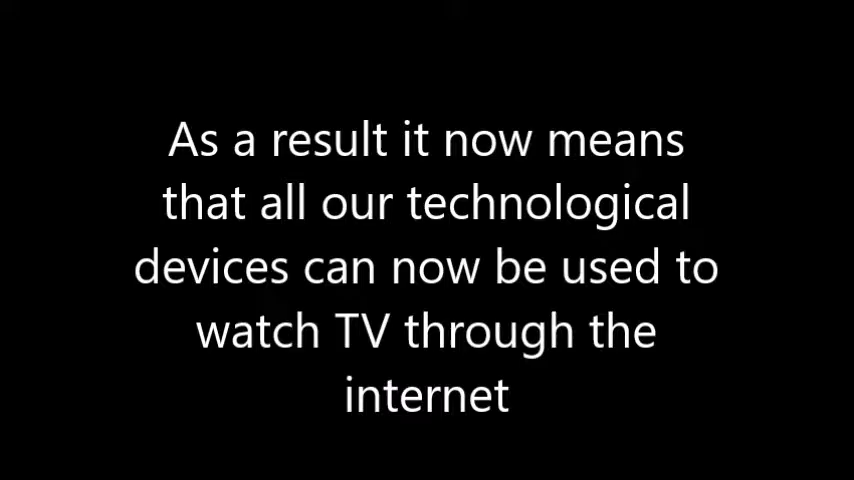 As a result it now means
that all our technological
devices can now be used to
watch TV through the
internet